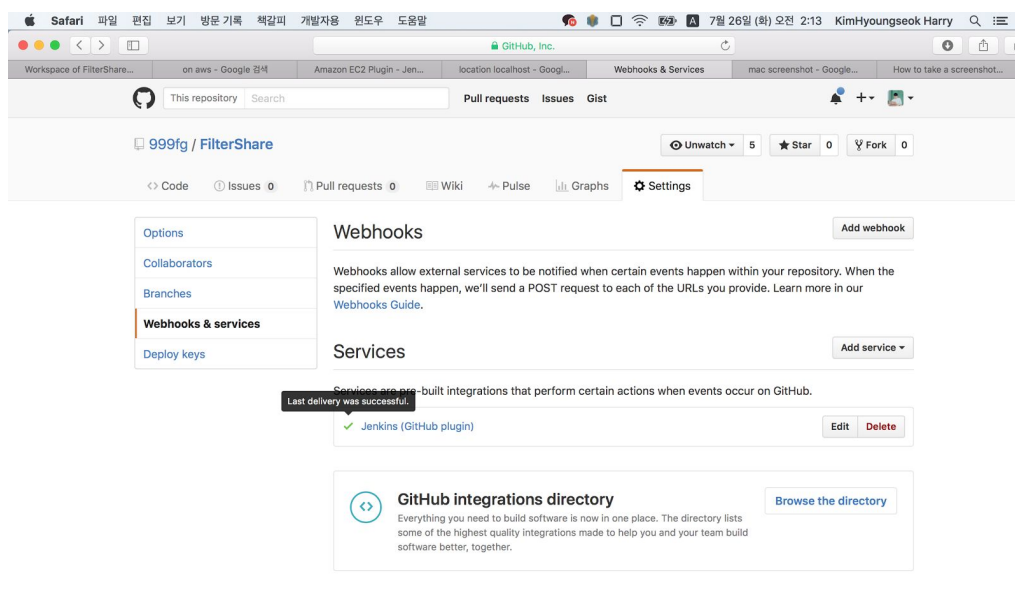 Safari 파일 편집 보기 방문 기록 책갈피 개발자용 윈도우 도움말 A 7월 26일 (화) 오전 2:13 KimHyoungseok Harry
GitHub, Inc.
Workspace of FilterShare... on aws - Google 검색 Amazon EC2 Plugin - Jen... location localhost - Googl... Webhooks & Services mac screenshot - Google... How to take a screenshot...
This repository Search Pull requests Issues Gist
999fg / FilterShare Unwatch 5 Star 0 Fork 0
Code Issues 0 Pull requests 0 Wiki Pulse Graphs Settings
Options
Collaborators
Branches
Webhooks & services
Deploy keys
Webhooks Add webhook
Webhooks allow external services to be notified when certain events happen within your repository. When the
specified events happen, we'll send a POST request to each of the URLs you provide. Learn more in our
Webhooks Guide.
Services Add service
Services are pre-built integrations that perform certain actions when events occur on GitHub.
Last delivery was successful.
Jenkins (GitHub plugin) Edit Delete
GitHub integrations directory Browse the directory
Everything you need to build software is now in one place. The directory lists
some of the highest quality integrations made to help you and your team build
software better, together.